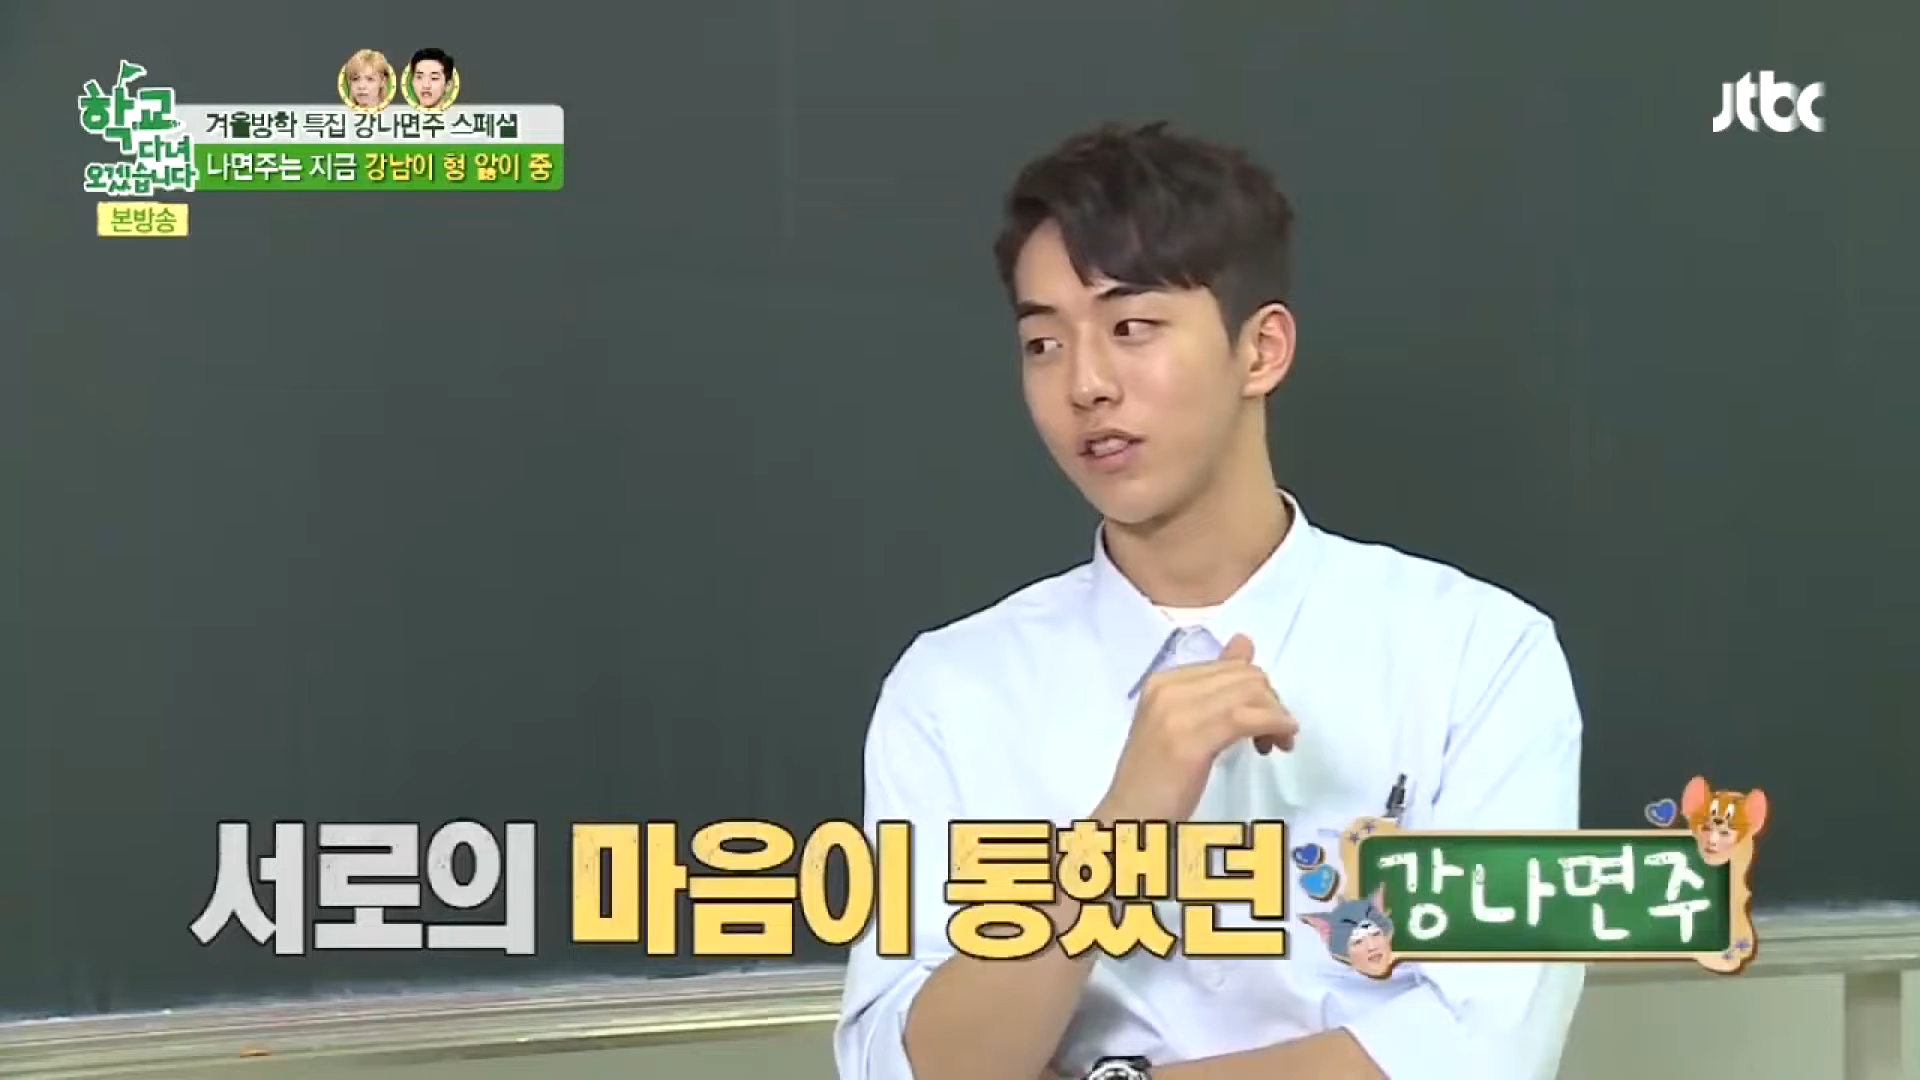 학교
다녀
오겠습니다
본방송
겨울방학 특집 강나면주 스페셜
나면주는 지금 강남이 형 앓이 중
jtbc
서로의 마음이 통했던 강나면주